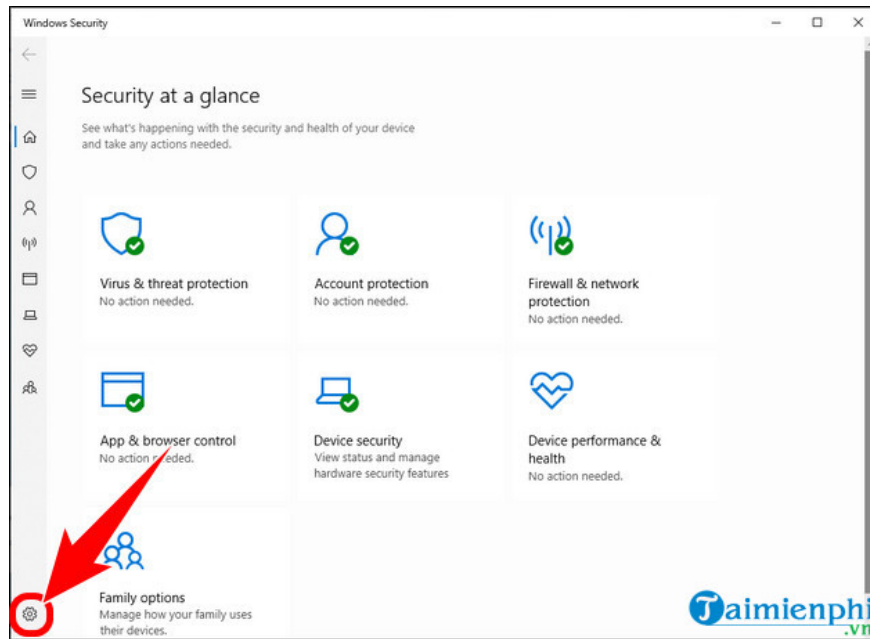 Windows Security
Security at a glance
See what's happening with the security and health of your device
and take any actions needed.
Virus & threat protection
No action needed.
Account protection
No action needed.
Firewall & network
protection
No action needed.
App & browser control
No action needed.
Device security
View status and manage
hardware security features
Device performance &
health
No action needed.
Family options
Manage how your family uses
their devices.
Taimienphi
.vn